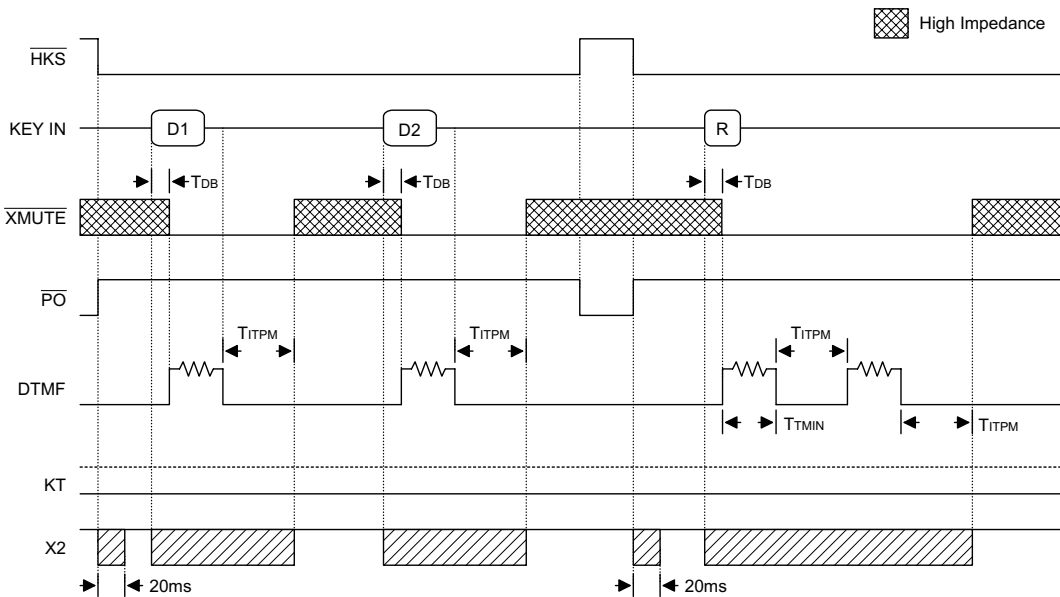 High Impedance
HKS
KEY IN D1 D2 R
TDB TDB TDB
XMUTE
PO
TITPM TITPM TITPM
DTMF
TTMIN TITPM
KT
X2
20ms 20ms